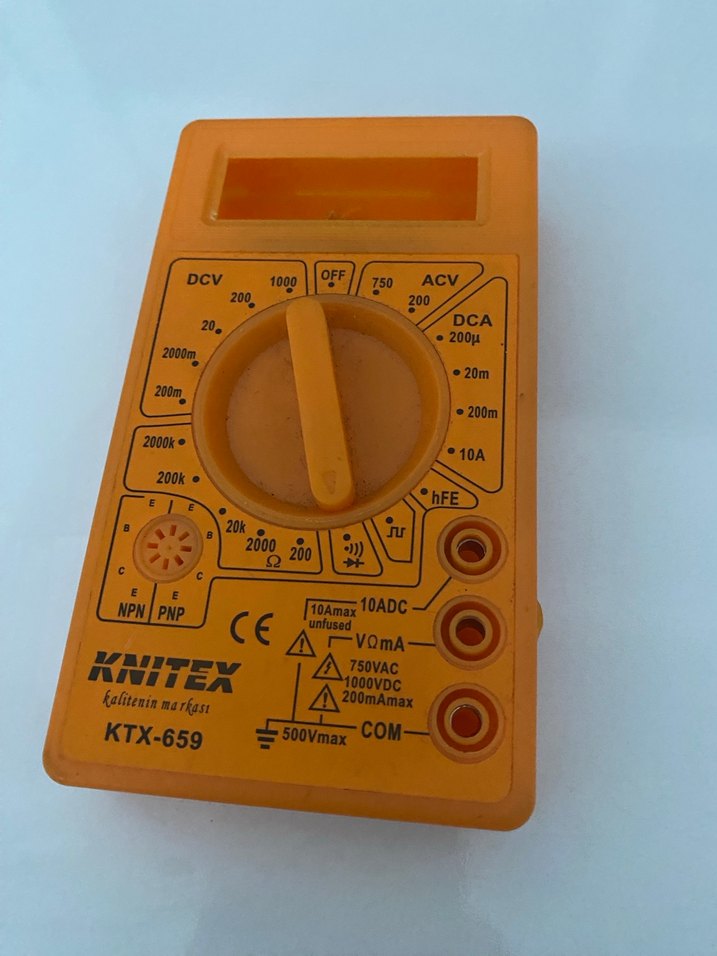 OFF
DCV
1000
200
20
2000m
200m
750
ACV
200
DCA
200µ
20m
200m
10A
2000k
200k
20k
2000
200
Ω
hFE
E E
B B
C C
E E
NPN PNP
10Amax
unfused
10ADC
VΩmA
750VAC
1000VDC
200mAmax
500Vmax
COM
CE
KNITEX
kalitenin markası
KTX-659